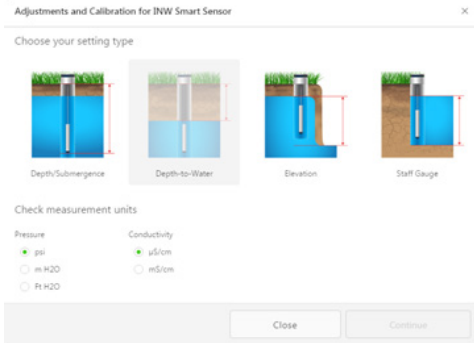 Adjustments and Calibration for INW Smart Sensor
Choose your setting type
Depth/Submergence
Depth-to-Water
Elevation
Staff Gauge
Check measurement units
Pressure
Conductivity
psi
µS/cm
m H2O
mS/cm
Ft H2O
Close
Continue